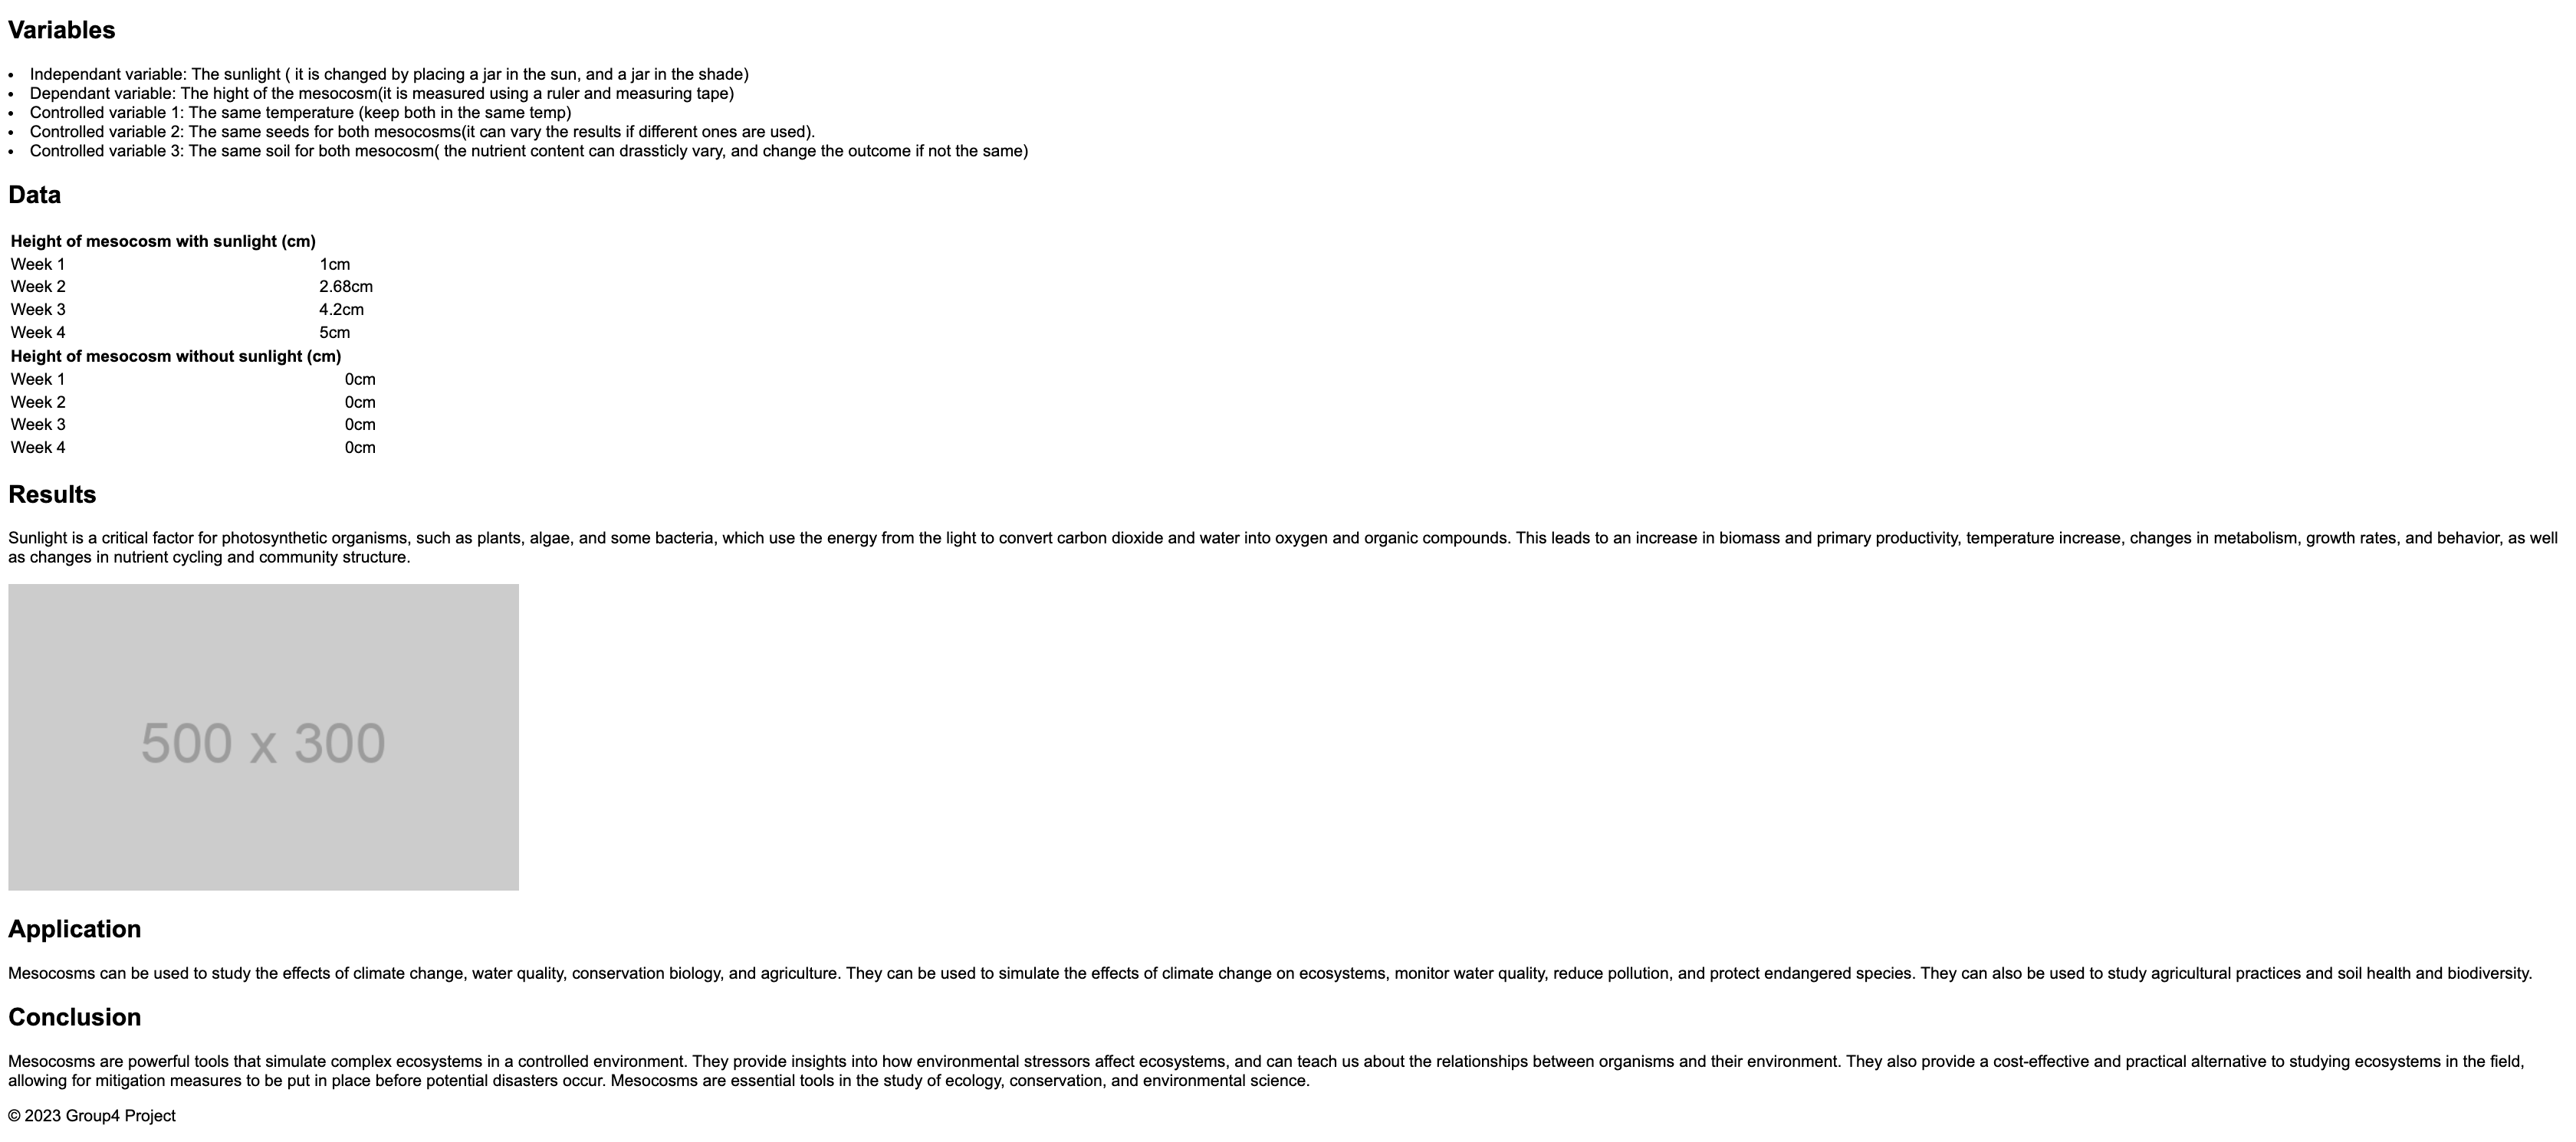 Variables
• Independant variable: The sunlight ( it is changed by placing a jar in the sun, and a jar in the shade)
• Dependant variable: The hight of the mesocosm(it is measured using a ruler and measuring tape)
• Controlled variable 1: The same temperature (keep both in the same temp)
• Controlled variable 2: The same seeds for both mesocosms(it can vary the results if different ones are used).
• Controlled variable 3: The same soil for both mesocosm( the nutrient content can drassticly vary, and change the outcome if not the same)
Data
Height of mesocosm with sunlight (cm)
Week 1 1cm
Week 2 2.68cm
Week 3 4.2cm
Week 4 5cm
Height of mesocosm without sunlight (cm)
Week 1 0cm
Week 2 0cm
Week 3 0cm
Week 4 0cm
Results
Sunlight is a critical factor for photosynthetic organisms, such as plants, algae, and some bacteria, which use the energy from the light to convert carbon dioxide and water into oxygen and organic compounds. This leads to an increase in biomass and primary productivity, temperature increase, changes in metabolism, growth rates, and behavior, as well
as changes in nutrient cycling and community structure.
500 x 300
Application
Mesocosms can be used to study the effects of climate change, water quality, conservation biology, and agriculture. They can be used to simulate the effects of climate change on ecosystems, monitor water quality, reduce pollution, and protect endangered species. They can also be used to study agricultural practices and soil health and biodiversity.
Conclusion
Mesocosms are powerful tools that simulate complex ecosystems in a controlled environment. They provide insights into how environmental stressors affect ecosystems, and can teach us about the relationships between organisms and their environment. They also provide a cost-effective and practical alternative to studying ecosystems in the field,
allowing for mitigation measures to be put in place before potential disasters occur. Mesocosms are essential tools in the study of ecology, conservation, and environmental science.
© 2023 Group4 Project